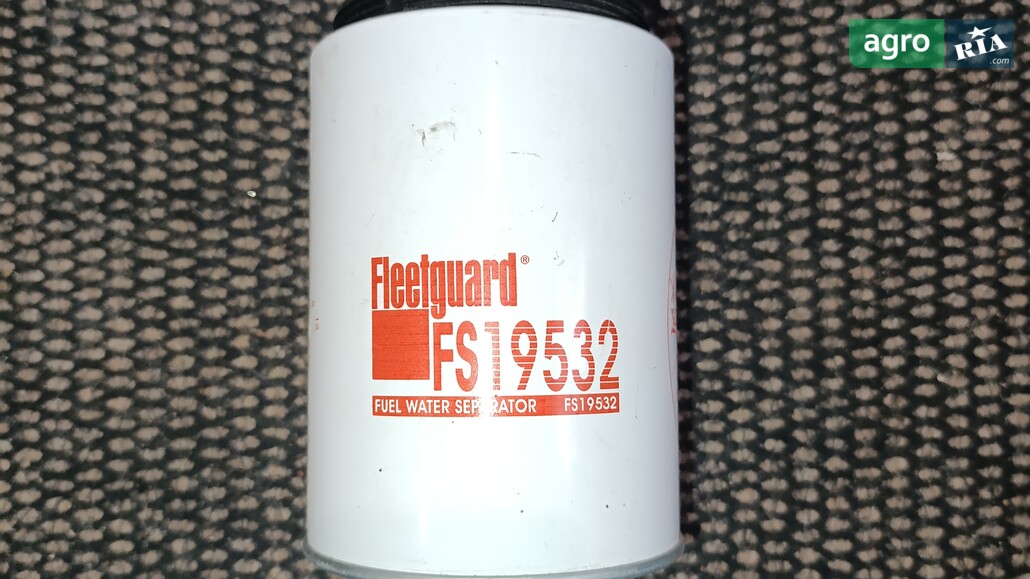 agro RIA
.com
Fleetguard®
FS19532
FUEL WATER SEPARATOR FS19532